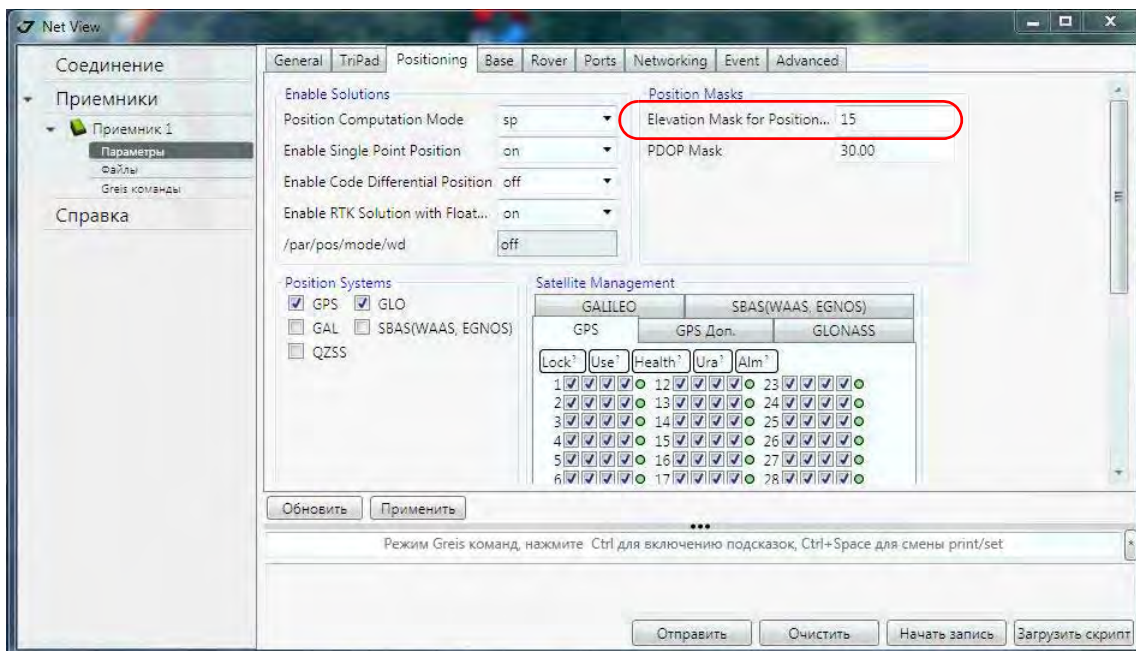 Net View
Соединение
Приемники
Приемник 1
Параметры
Файлы
Greis команды
Справка
General TriPad Positioning Base Rover Ports Networking Event Advanced
Enable Solutions
Position Computation Mode sp
Enable Single Point Position on
Enable Code Differential Position off
Enable RTK Solution with Float... on
/par/pos/mode/wd off
Position Masks
Elevation Mask for Position... 15
PDOP Mask 30.00
Position Systems
GPS GLO
GAL SBAS(WAAS, EGNOS)
QZSS
Satellite Management
GALILEO SBAS(WAAS, EGNOS)
GPS GPS Доп. GLONASS
Lock? Use? Health? Ura? Alm?
1 12 23
2 13 24
3 14 25
4 15 26
5 16 27
6 17 28
Обновить Применить
Режим Greis команд, нажмите Ctrl для включению подсказок, Ctrl+Space для смены print/set
Отправить Очистить Начать запись Загрузить скрипт